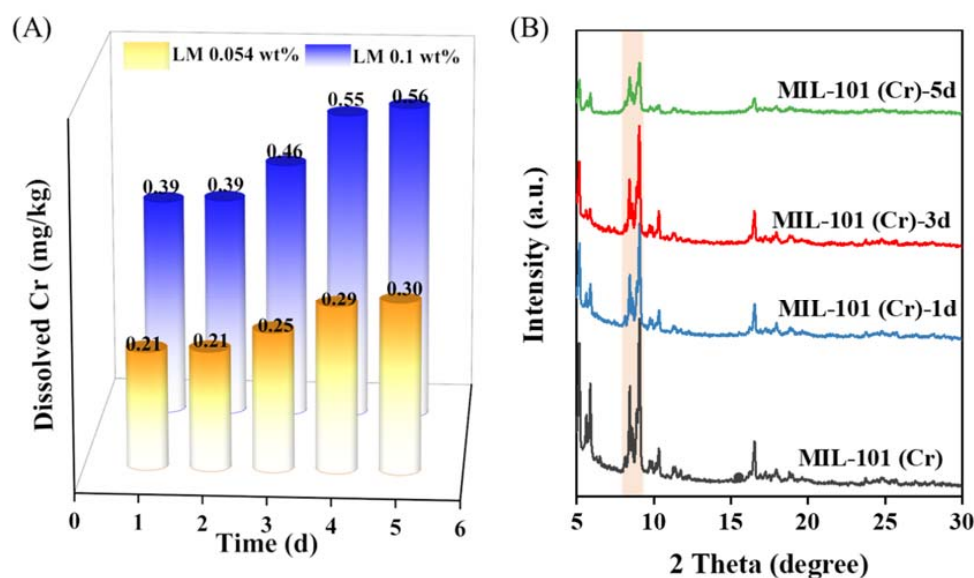 (A)
LM 0.054 wt% LM 0.1 wt%
0.39 0.39 0.46 0.55 0.56
0.21 0.21 0.25 0.29 0.30
Dissolved Cr (mg/kg)
0 1 2 3 4 5 6
Time (d)
(B)
MIL-101 (Cr)-5d
MIL-101 (Cr)-3d
MIL-101 (Cr)-1d
MIL-101 (Cr)
Intensity (a.u.)
5 10 15 20 25 30
2 Theta (degree)